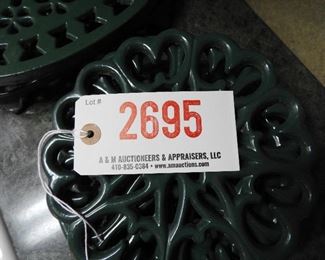 Lot #
2695
A & M AUCTIONEERS & APPRAISERS, LLC
410-835-0384 • www.amauctions.com